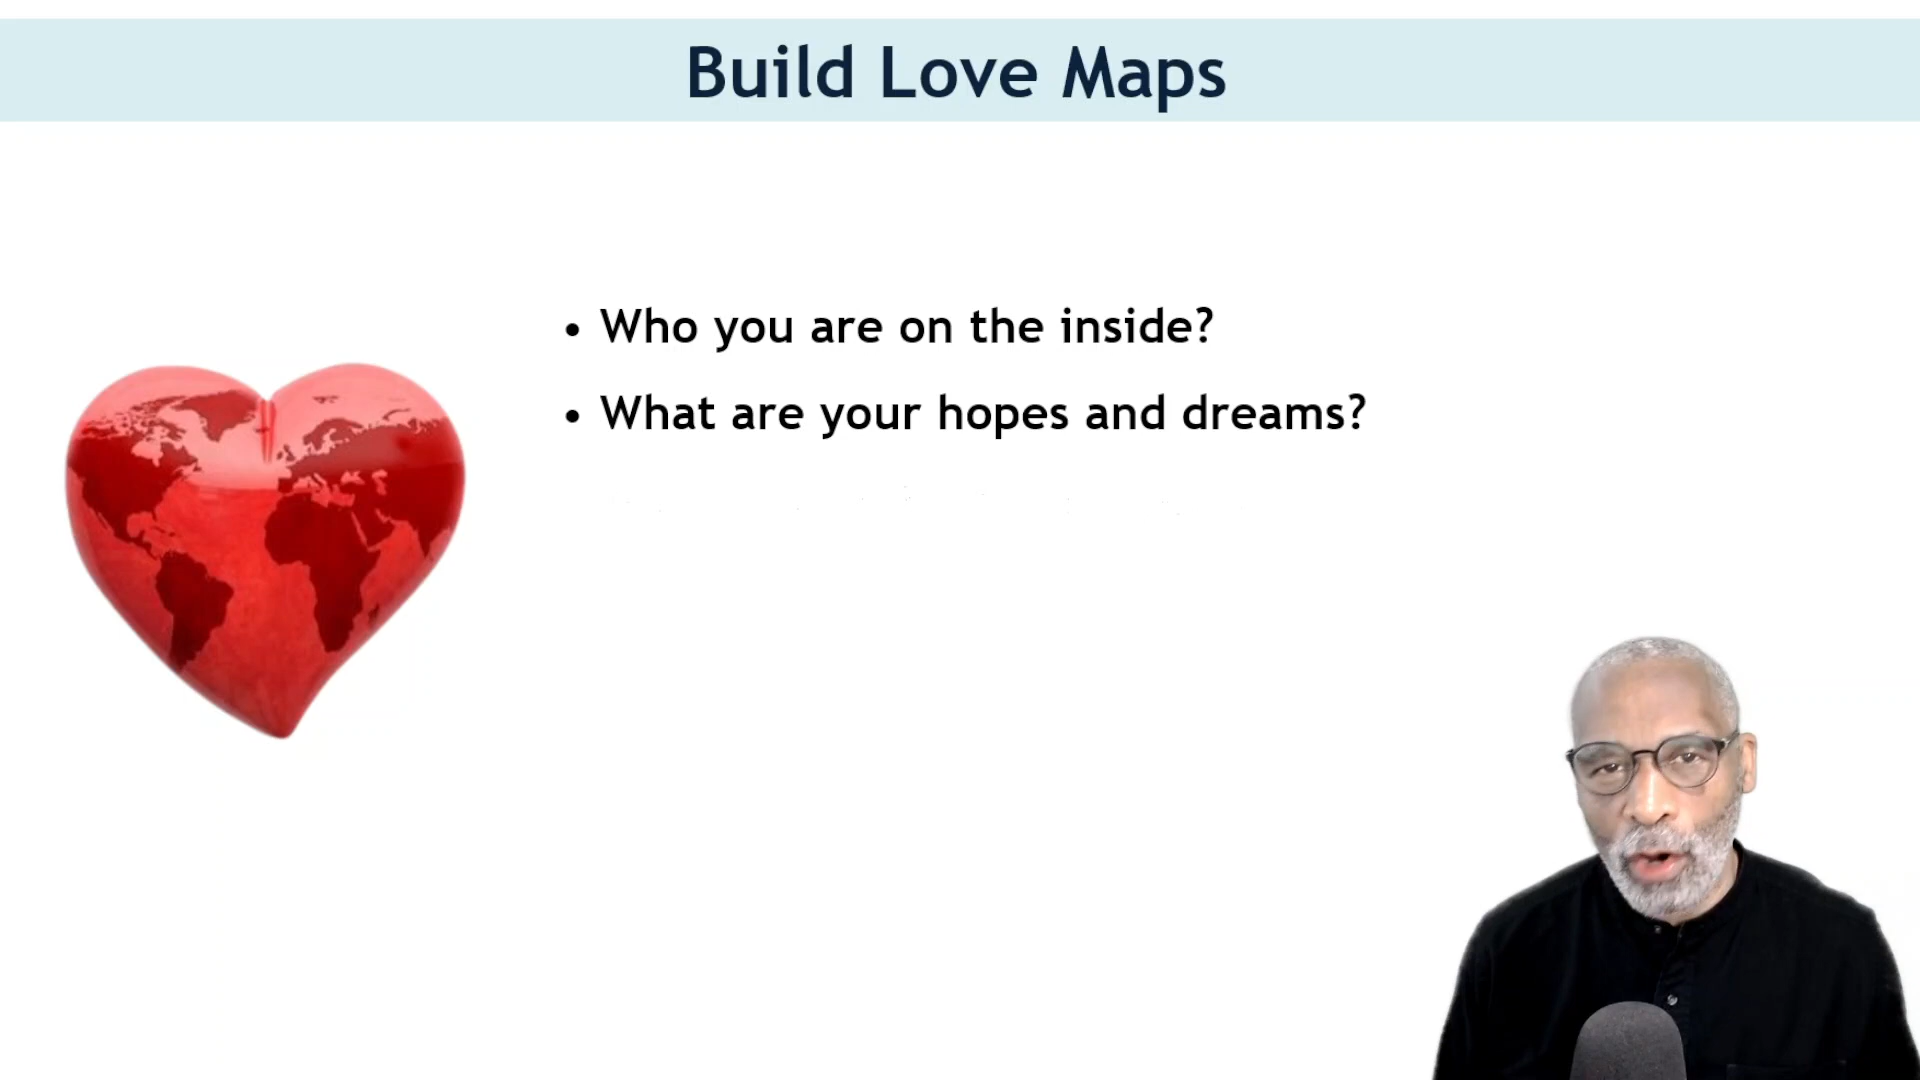 Build Love Maps
• Who you are on the inside?
• What are your hopes and dreams?